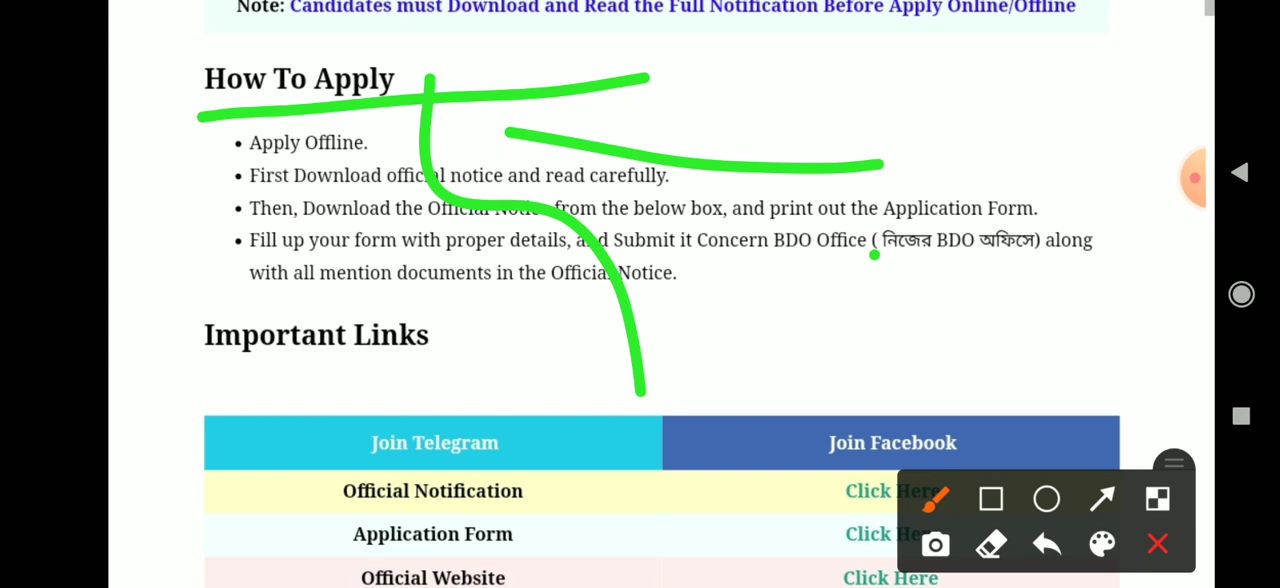 Note: Candidates must Download and Read the Full Notification Before Apply Online/Offline
How To Apply
Apply Offline.
First Download official notice and read carefully.
Then, Download the Official Notice from the below box, and print out the Application Form.
Fill up your form with proper details, and Submit it Concern BDO Office ( নিজের BDO অফিসে) along
with all mention documents in the Official Notice.
Important Links
Join Telegram Join Facebook
Official Notification Click Here
Application Form Click Here
Official Website Click Here